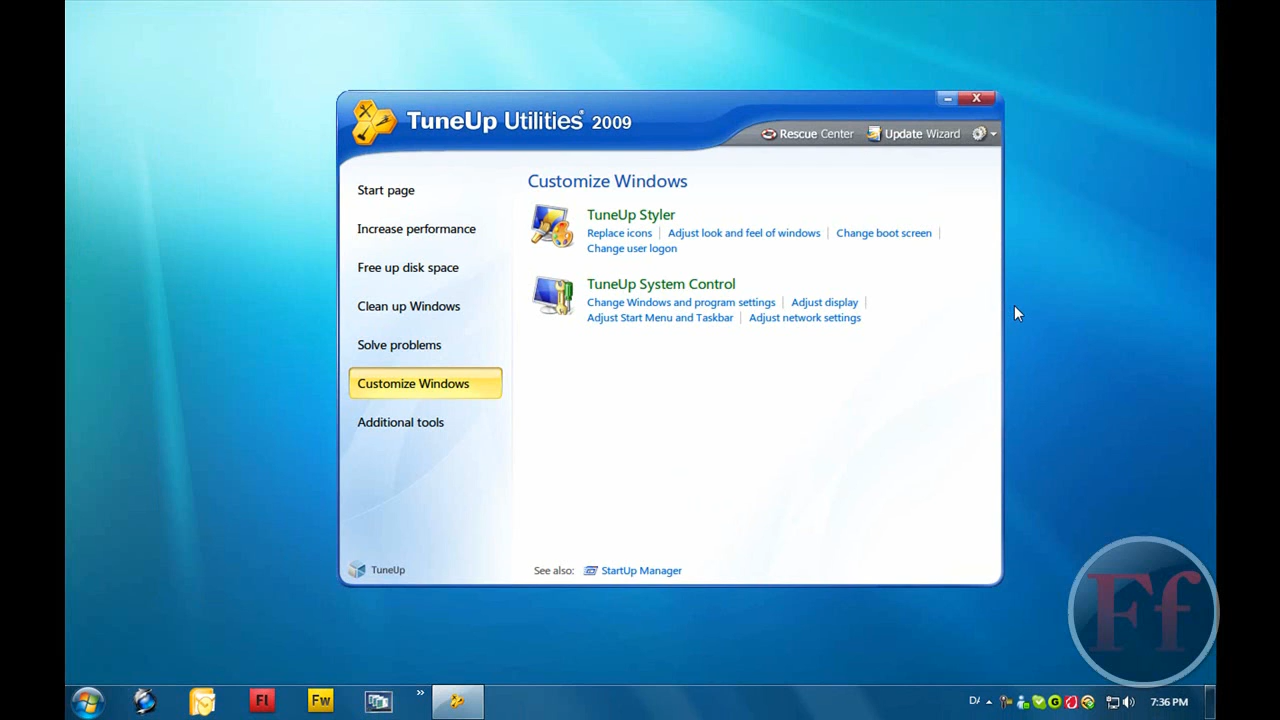 TuneUp Utilities® 2009
Rescue Center
Update Wizard
Start page
Increase performance
Free up disk space
Clean up Windows
Solve problems
Customize Windows
Additional tools
TuneUp
Customize Windows
TuneUp Styler
Replace icons | Adjust look and feel of windows | Change boot screen |
Change user logon
TuneUp System Control
Change Windows and program settings | Adjust display |
Adjust Start Menu and Taskbar | Adjust network settings
See also: StartUp Manager
Ff
Fl
Fw
DA
7:36 PM